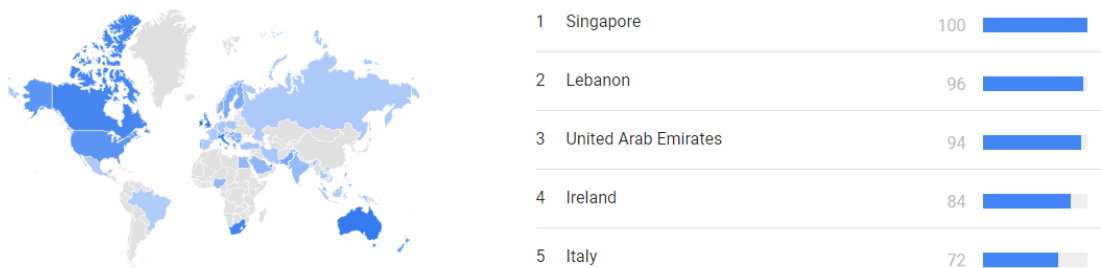 1 Singapore 100
2 Lebanon 96
3 United Arab Emirates 94
4 Ireland 84
5 Italy 72